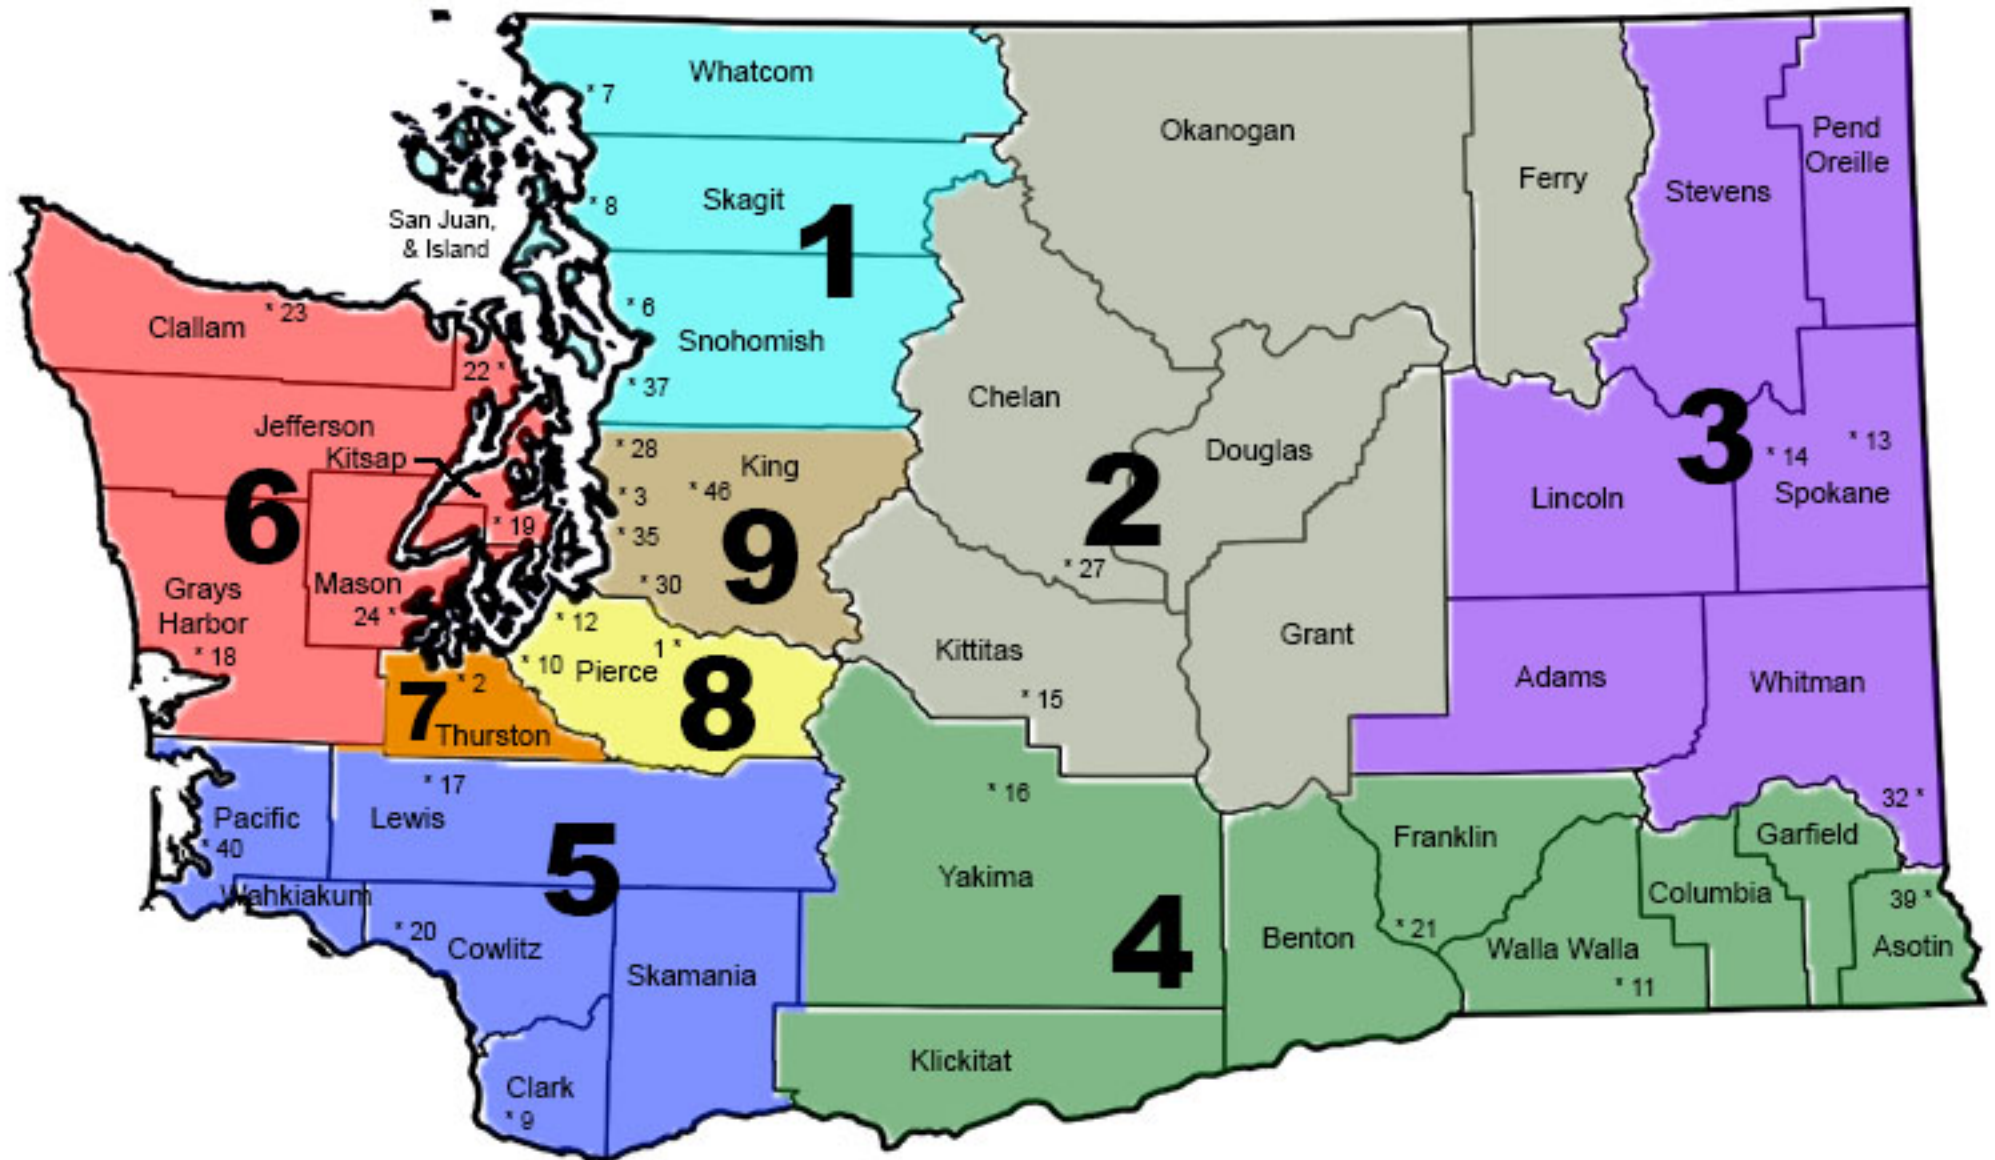 Whatcom
* 7
Okanogan
Pend
Oreille
Ferry
Stevens
Skagit
* 8
1
San Juan,
& Island
* 6
Snohomish
* 37
Clallam
* 23
22 *
Jefferson
Kitsap
* 28
King
* 46
* 3
9
* 35
* 30
Chelan
Douglas
2
* 27
3
* 14
* 13
Lincoln
Spokane
6
* 19
Grays
Harbor
Mason
24 *
* 18
* 12
1 *
* 10
Pierce
8
7
* 2
Thurston
Kittitas
* 15
Grant
Adams
Whitman
32 *
* 17
Pacific
Lewis
* 40
5
Wahkiakum
* 20
Cowlitz
Skamania
Clark
* 9
* 16
Yakima
4
Klickitat
Benton
Franklin
* 21
Walla Walla
* 11
Columbia
Garfield
39 *
Asotin